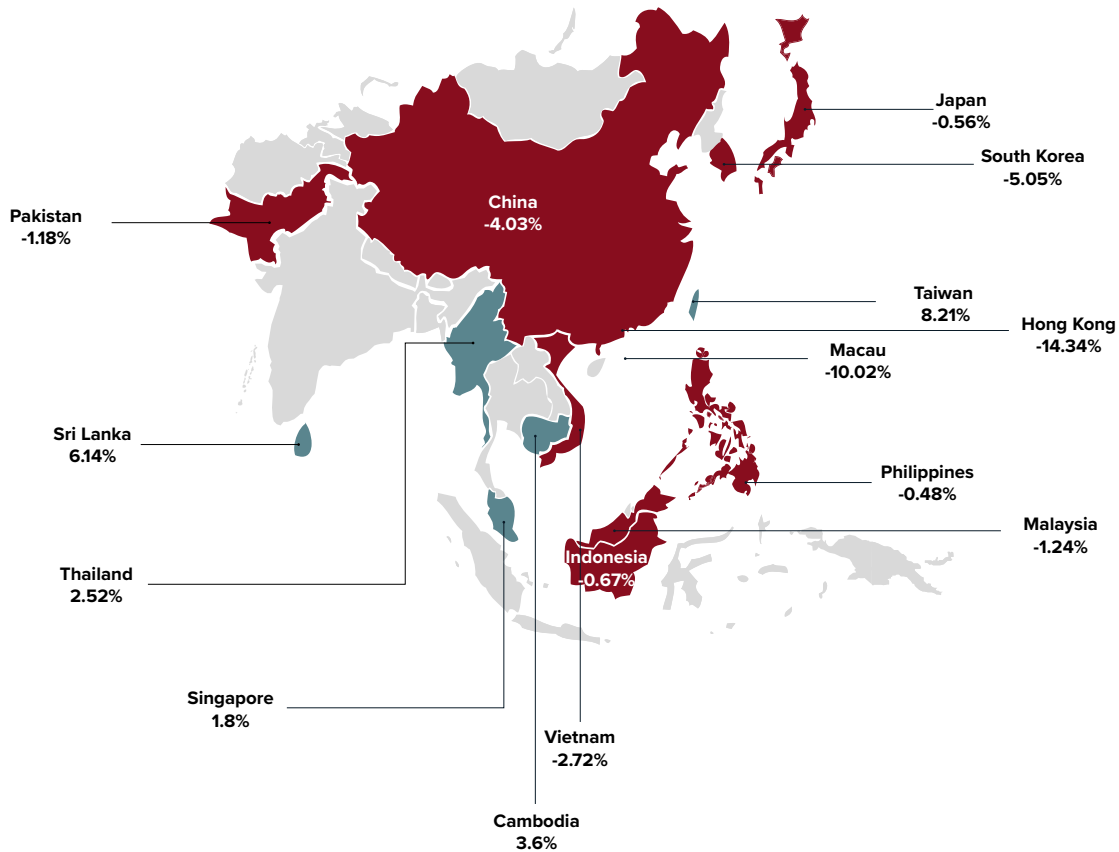 Japan
-0.56%
South Korea
-5.05%
China
-4.03%
Pakistan
-1.18%
Taiwan
8.21%
Hong Kong
-14.34%
Macau
-10.02%
Sri Lanka
6.14%
Philippines
-0.48%
Malaysia
-1.24%
Indonesia
-0.67%
Thailand
2.52%
Singapore
1.8%
Vietnam
-2.72%
Cambodia
3.6%